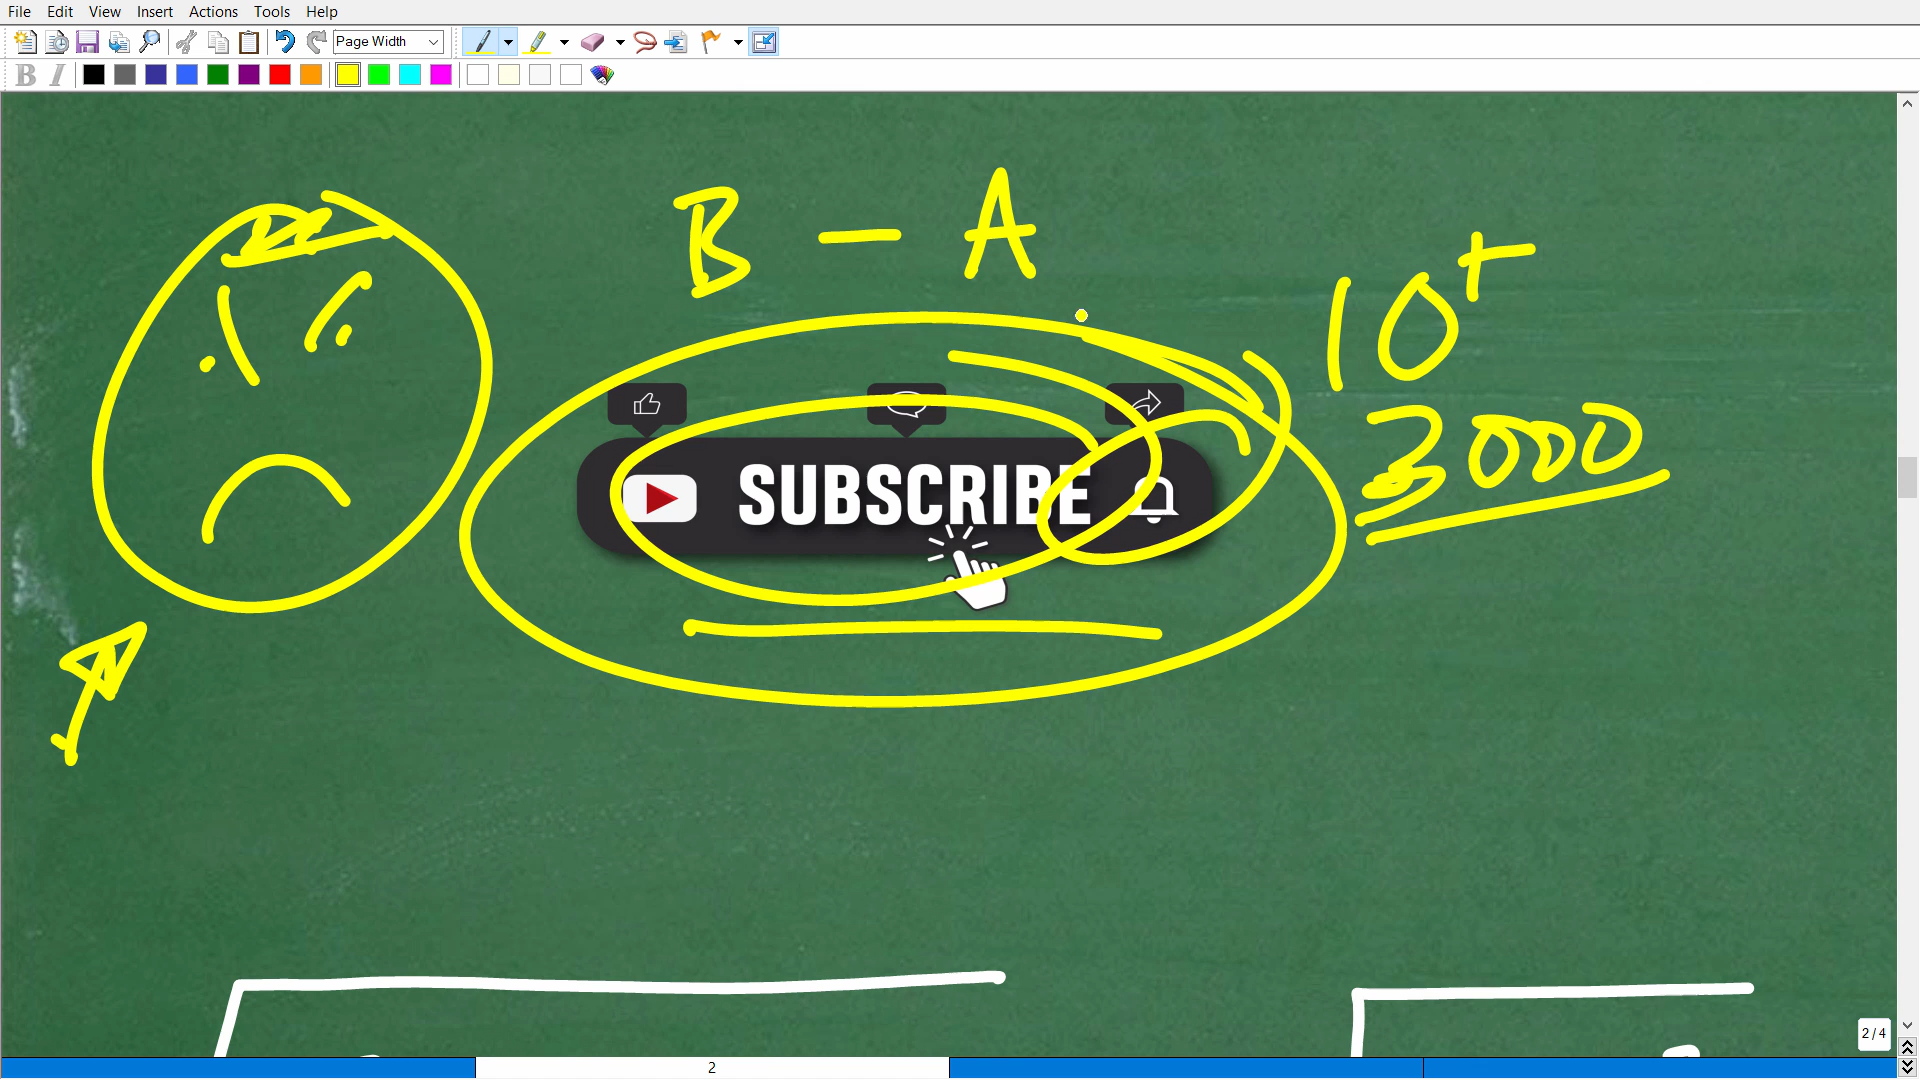 File Edit View Insert Actions Tools Help
Page Width
B I
B – A
10+
3000
SUBSCRIBE
2 / 4
2